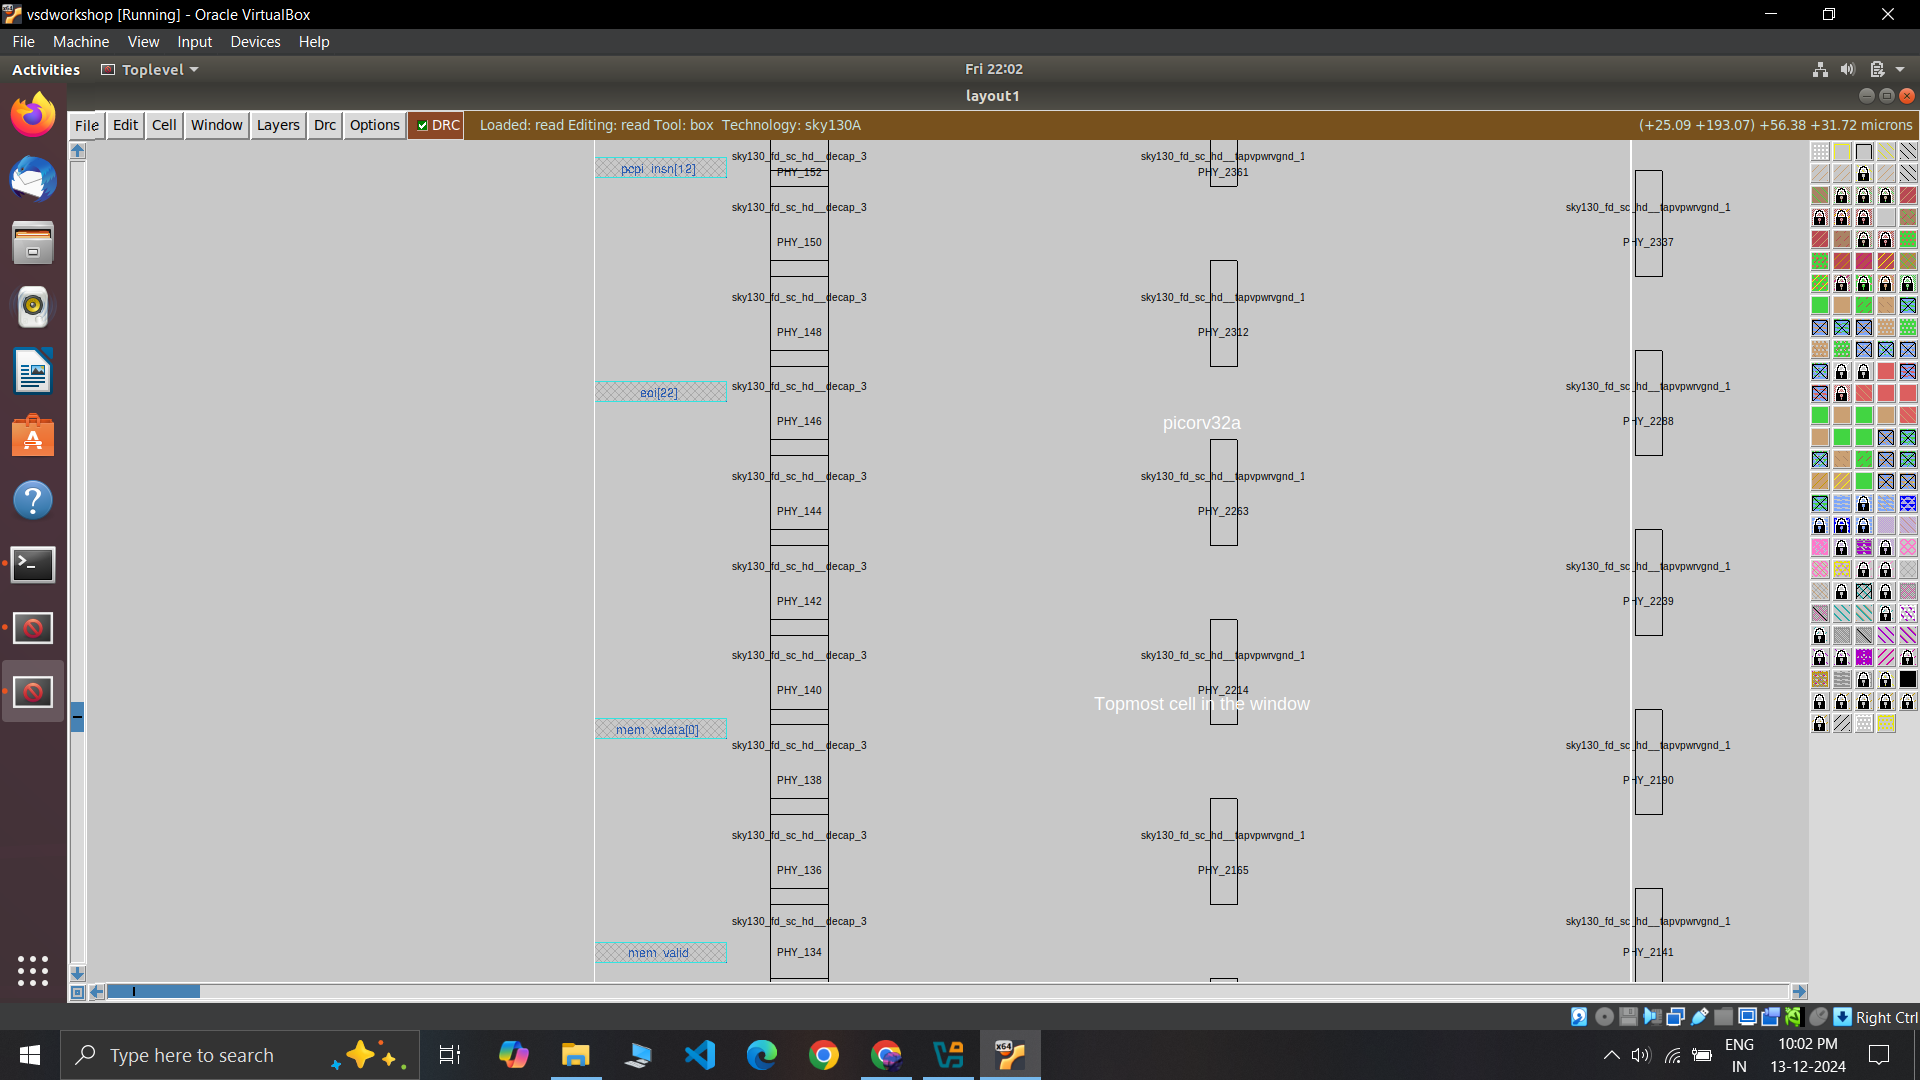 vsdworkshop [Running] - Oracle VirtualBox
File Machine View Input Devices Help
Activities Toplevel Fri 22:02
layout1
File Edit Cell Window Layers Drc Options DRC Loaded: read Editing: read Tool: box Technology: sky130A (+25.09 +193.07) +56.38 +31.72 microns
sky130_fd_sc_hd__decap_3 sky130_fd_sc_hd__tapvpwrvgnd_1
pcpi_insn[12] PHY_152 PHY_2361
sky130_fd_sc_hd__decap_3 sky130_fd_sc_hd__tapvpwrvgnd_1
PHY_150 PHY_2337
sky130_fd_sc_hd__decap_3 sky130_fd_sc_hd__tapvpwrvgnd_1
PHY_148 PHY_2312
eoi[22] sky130_fd_sc_hd__decap_3 sky130_fd_sc_hd__tapvpwrvgnd_1
PHY_146 picorv32a PHY_2288
sky130_fd_sc_hd__decap_3 sky130_fd_sc_hd__tapvpwrvgnd_1
PHY_144 PHY_2263
sky130_fd_sc_hd__decap_3 sky130_fd_sc_hd__tapvpwrvgnd_1
PHY_142 PHY_2239
sky130_fd_sc_hd__decap_3 sky130_fd_sc_hd__tapvpwrvgnd_1
PHY_140 PHY_2214
Topmost cell in the window
mem_wdata[0] sky130_fd_sc_hd__decap_3 sky130_fd_sc_hd__tapvpwrvgnd_1
PHY_138 PHY_2190
sky130_fd_sc_hd__decap_3 sky130_fd_sc_hd__tapvpwrvgnd_1
PHY_136 PHY_2165
sky130_fd_sc_hd__decap_3 sky130_fd_sc_hd__tapvpwrvgnd_1
mem_valid PHY_134 PHY_2141
Right Ctrl
Type here to search
ENG
IN
10:02 PM
13-12-2024